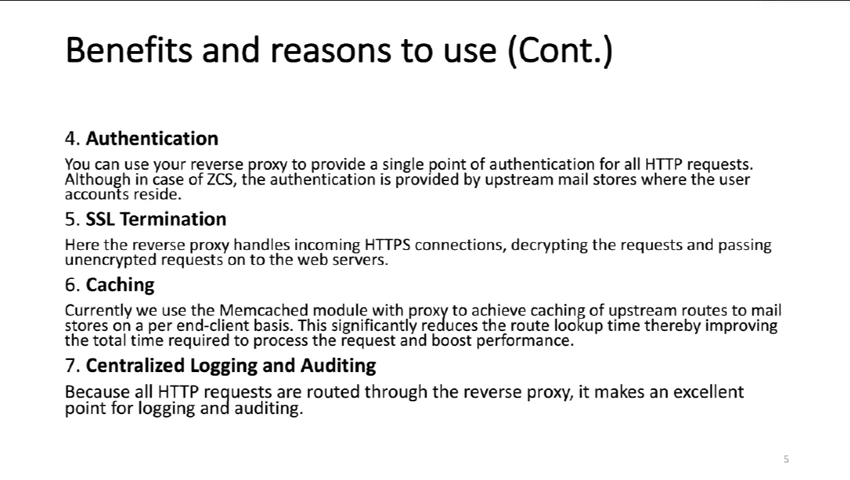 Benefits and reasons to use (Cont.)
4. Authentication
You can use your reverse proxy to provide a single point of authentication for all HTTP requests.
Although in case of ZCS, the authentication is provided by upstream mail stores where the user
accounts reside.
5. SSL Termination
Here the reverse proxy handles incoming HTTPS connections, decrypting the requests and passing
unencrypted requests on to the web servers.
6. Caching
Currently we use the Memcached module with proxy to achieve caching of upstream routes to mail
stores on a per end-client basis. This significantly reduces the route lookup time thereby improving
the total time required to process the request and boost performance.
7. Centralized Logging and Auditing
Because all HTTP requests are routed through the reverse proxy, it makes an excellent
point for logging and auditing.
5